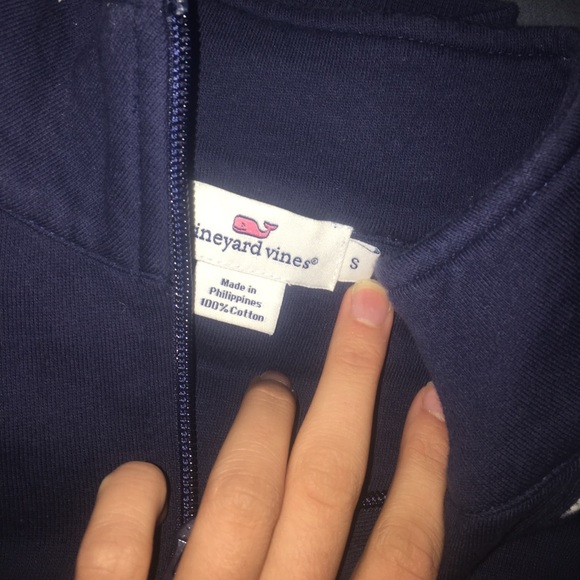 ineyard vines®
S
Made in
Philippines
100% Cotton